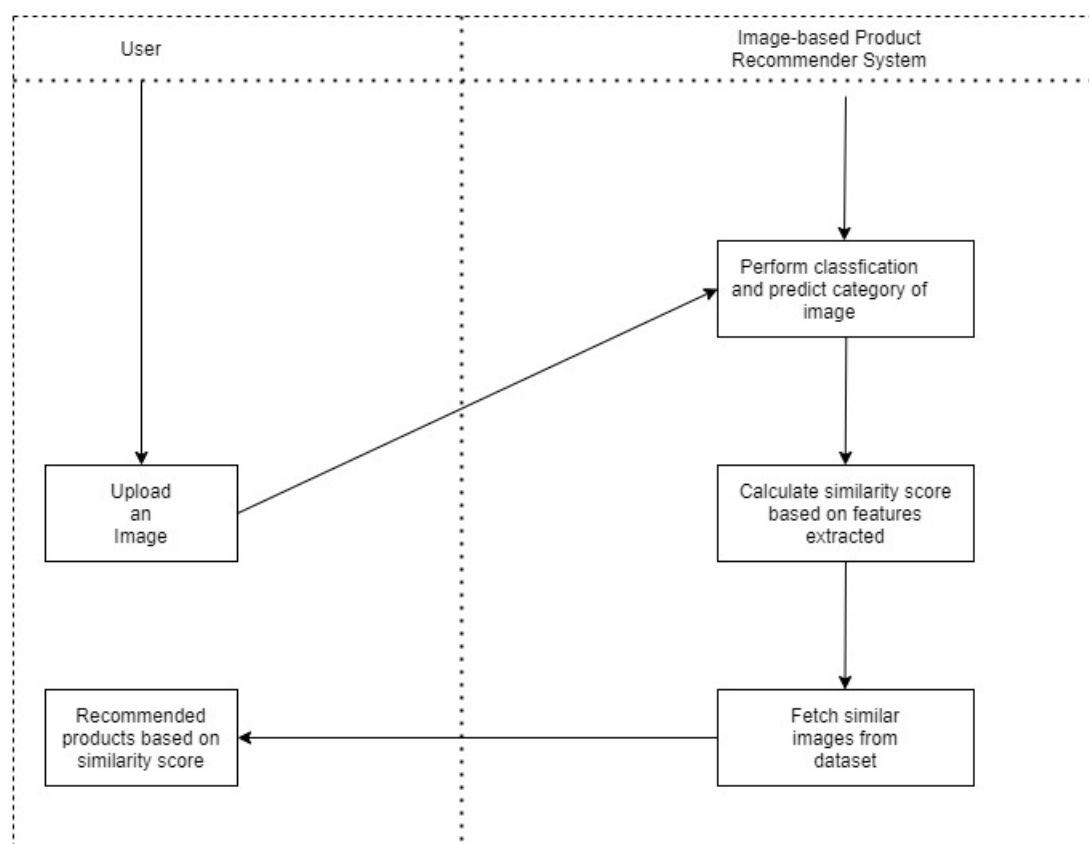 User
Image-based Product
Recommender System
Perform classfication
and predict category of
image
Upload
an
Image
Calculate similarity score
based on features
extracted
Recommended
products based on
similarity score
Fetch similar
images from
dataset